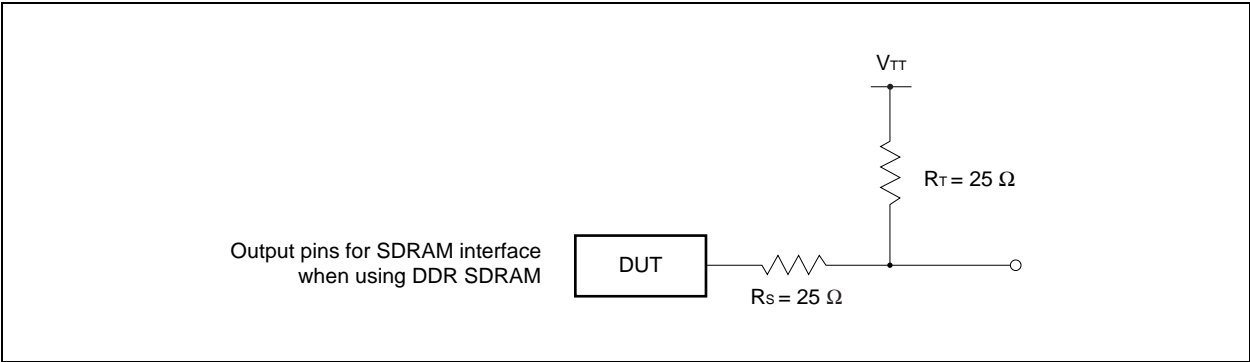 VTT
RT = 25 Ω
Output pins for SDRAM interface
when using DDR SDRAM
DUT
RS = 25 Ω